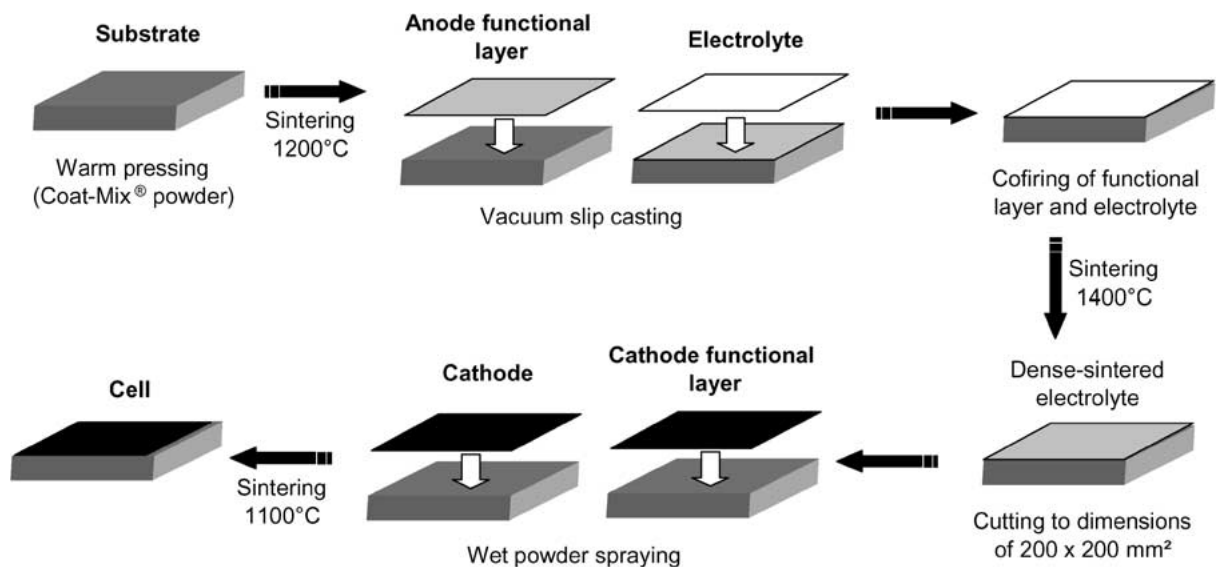 Substrate
Warm pressing
(Coat-Mix® powder)
Sintering
1200°C
Anode functional
layer
Electrolyte
Vacuum slip casting
Cofiring of functional
layer and electrolyte
Sintering
1400°C
Dense-sintered
electrolyte
Cutting to dimensions
of 200 x 200 mm²
Cathode functional
layer
Cathode
Wet powder spraying
Sintering
1100°C
Cell